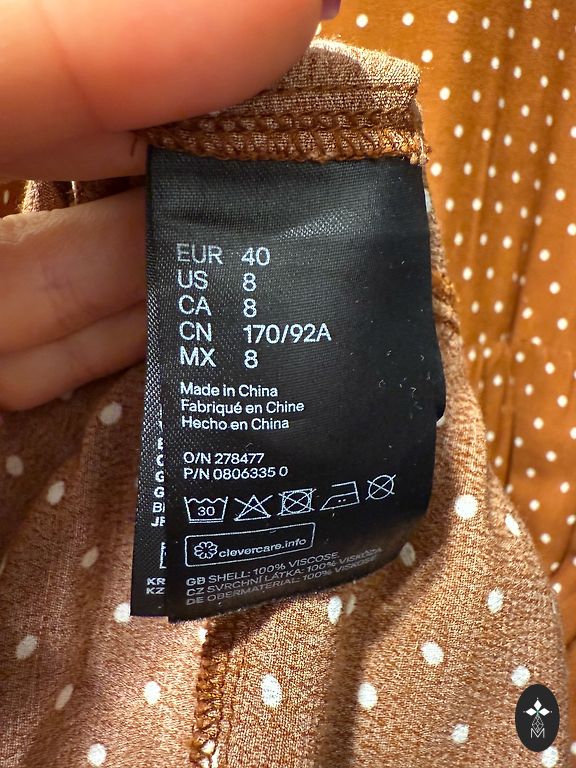 EUR 40
US 8
CA 8
CN 170/92A
MX 8
Made in China
Fabriqué en Chine
Hecho en China
O/N 278477
P/N 0806335 0
30
clevercare.info
GB SHELL: 100% VISCOSE
CZ SVRCHNÍ LÁTKA: 100% VISKÓZA
DE OBERMATERIAL: 100% VISKOSE
KR
KZ
M